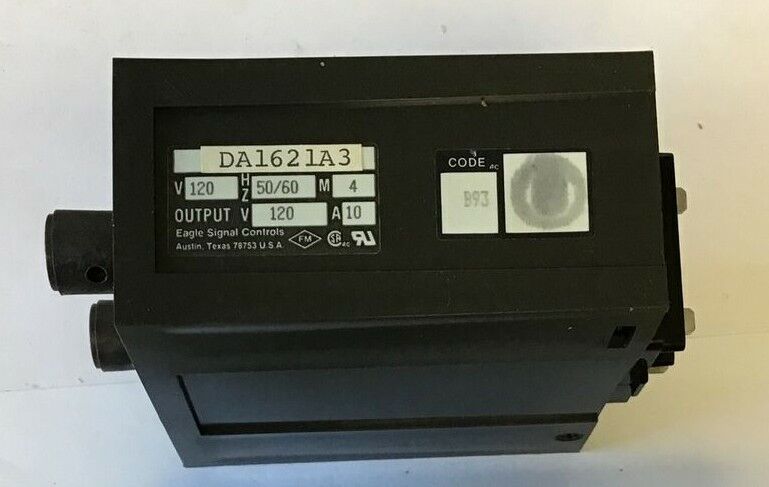 DA1621A3
V 120 HZ 50/60 M 4
OUTPUT V 120 A 10
Eagle Signal Controls
Austin, Texas 78753 U.S.A.
FM
CODE
B93